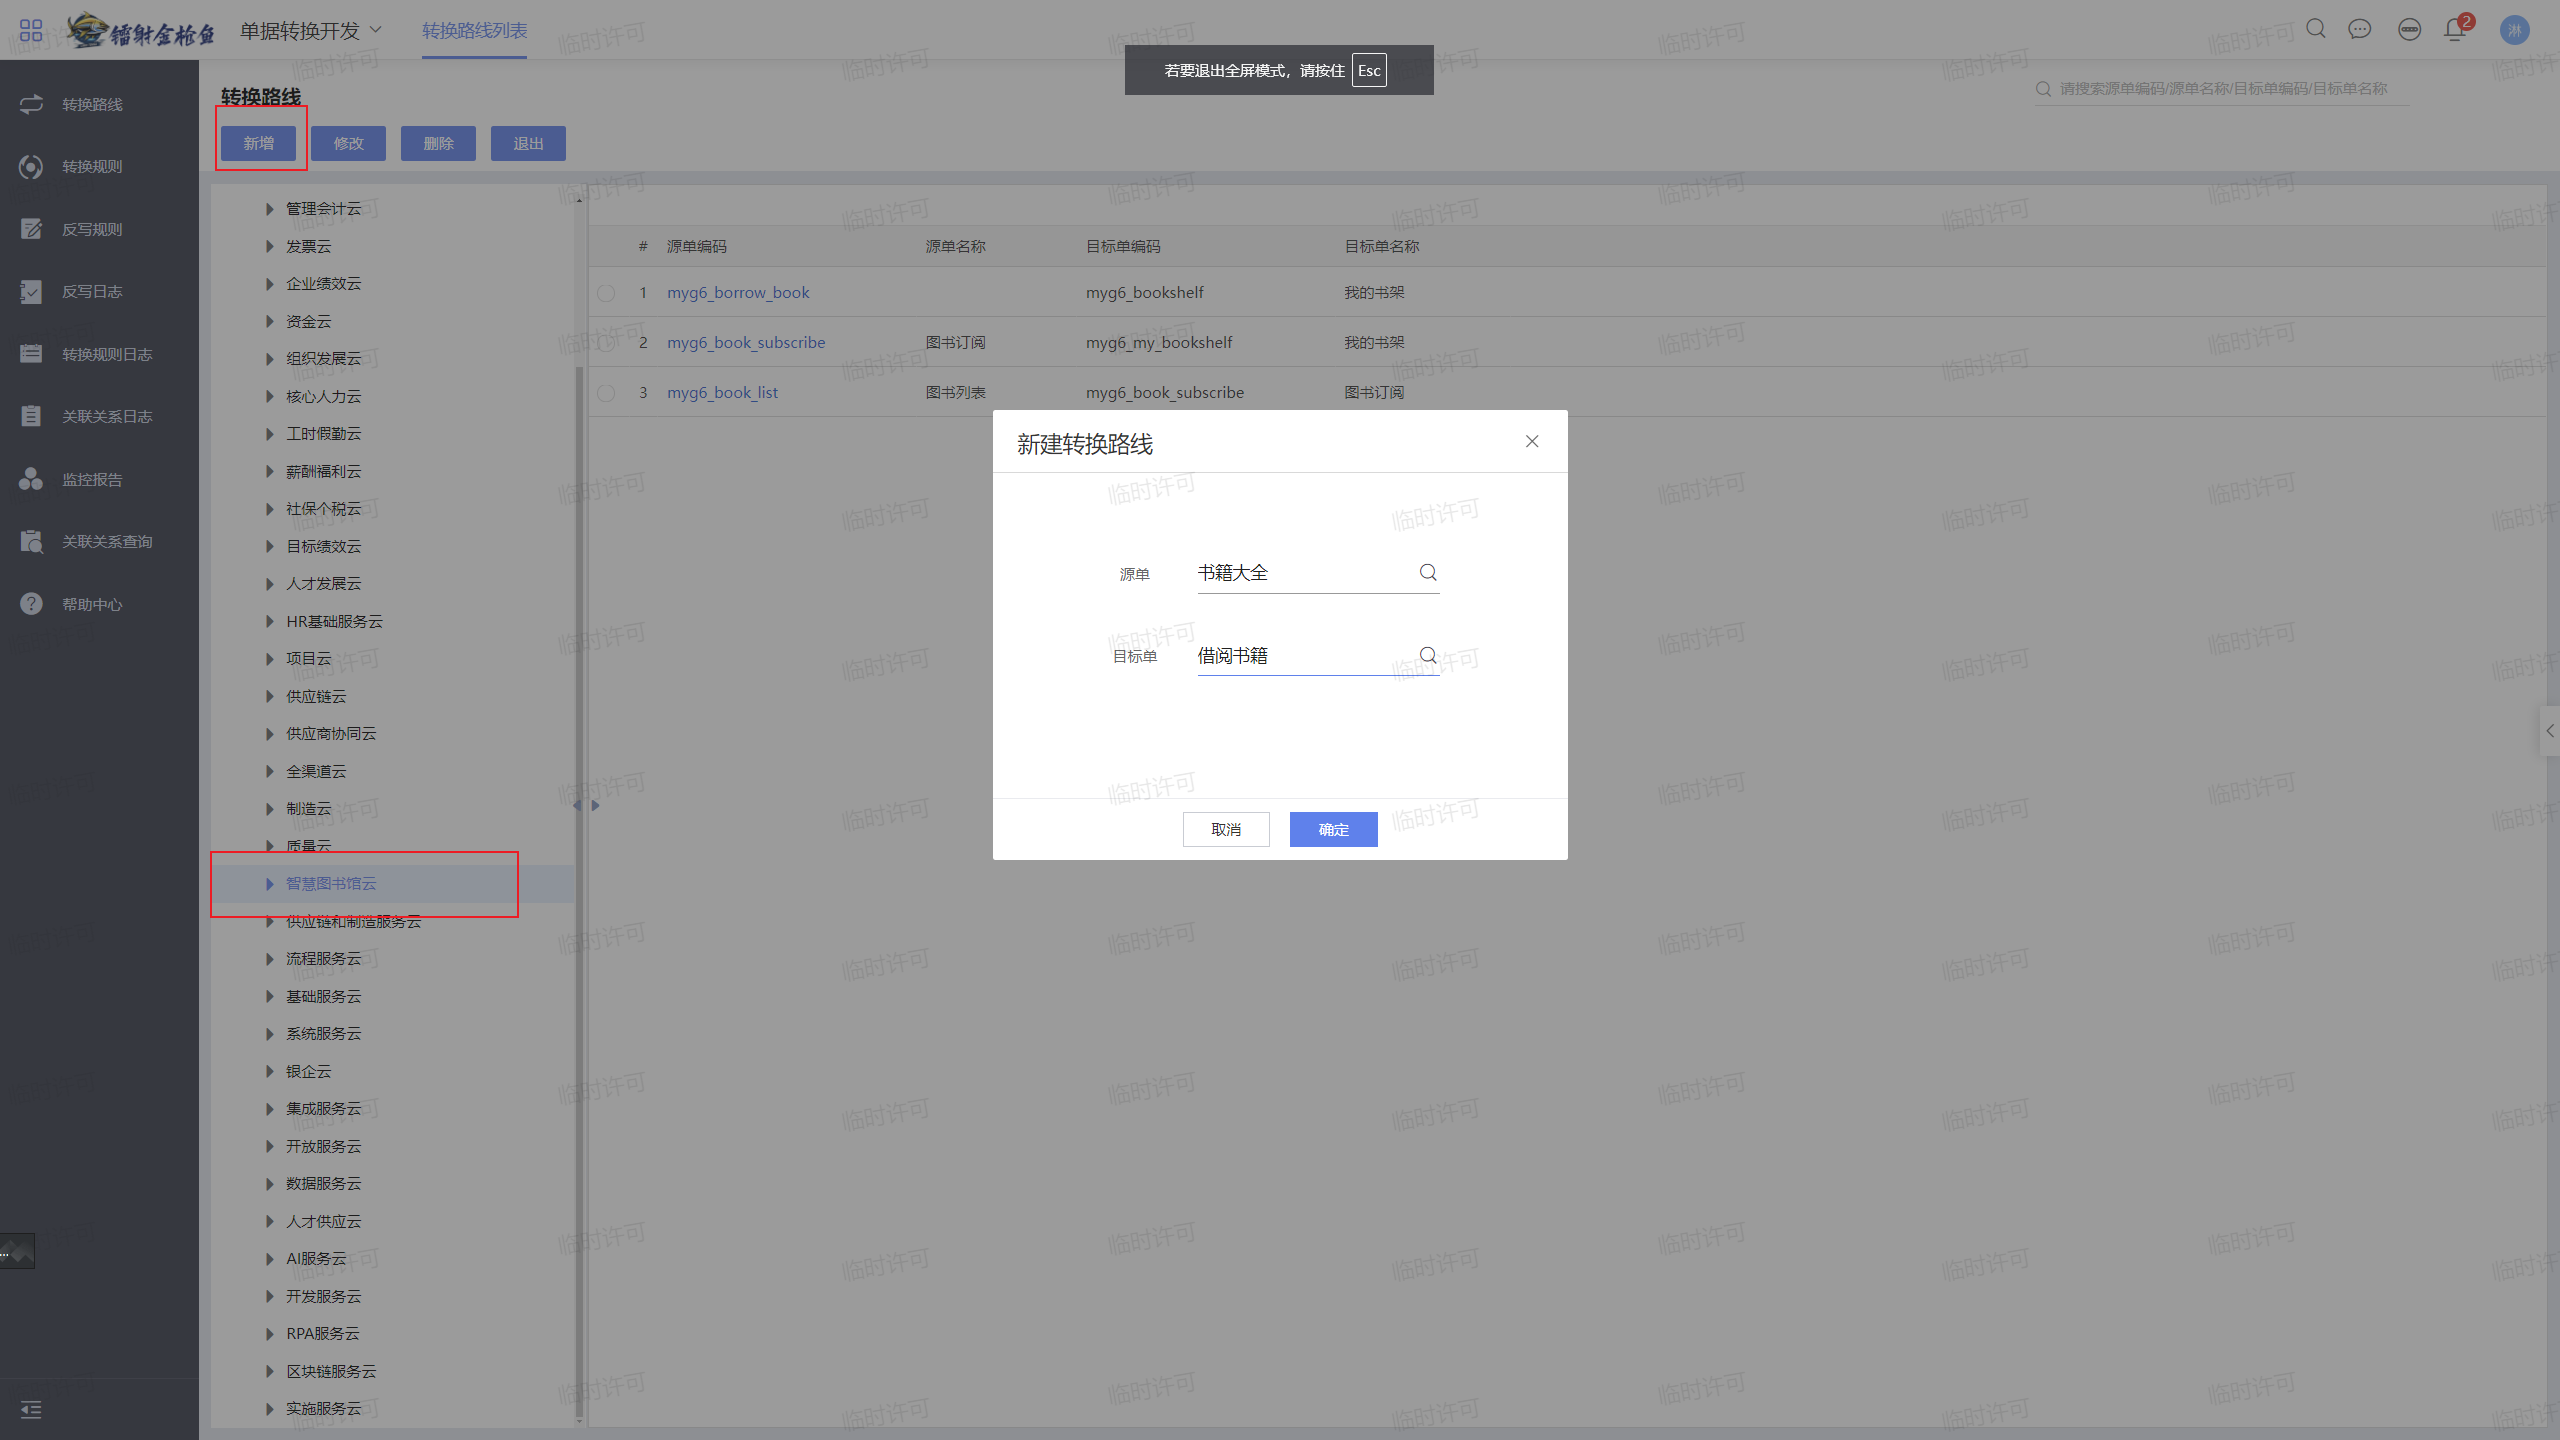 镭射金枪鱼
单据转换开发
转换路线列表
2
淋
若要退出全屏模式，请按住 Esc
转换路线
请搜索源单编码/源单名称/目标单编码/目标单名称
新增 修改 删除 退出
转换路线
转换规则
反写规则
反写日志
转换规则日志
关联关系日志
监控报告
关联关系查询
帮助中心
...
管理会计云
发票云
企业绩效云
资金云
组织发展云
核心人力云
工时假勤云
薪酬福利云
社保个税云
目标绩效云
人才发展云
HR基础服务云
项目云
供应链云
供应商协同云
全渠道云
制造云
质量云
智慧图书馆云
供应链和制造服务云
流程服务云
基础服务云
系统服务云
银企云
集成服务云
开放服务云
数据服务云
人才供应云
AI服务云
开发服务云
RPA服务云
区块链服务云
实施服务云
# 源单编码 源单名称 目标单编码 目标单名称
1 myg6_borrow_book myg6_bookshelf 我的书架
2 myg6_book_subscribe 图书订阅 myg6_my_bookshelf 我的书架
3 myg6_book_list 图书列表 myg6_book_subscribe 图书订阅
新建转换路线
源单 书籍大全
目标单 借阅书籍
取消 确定
临时许可